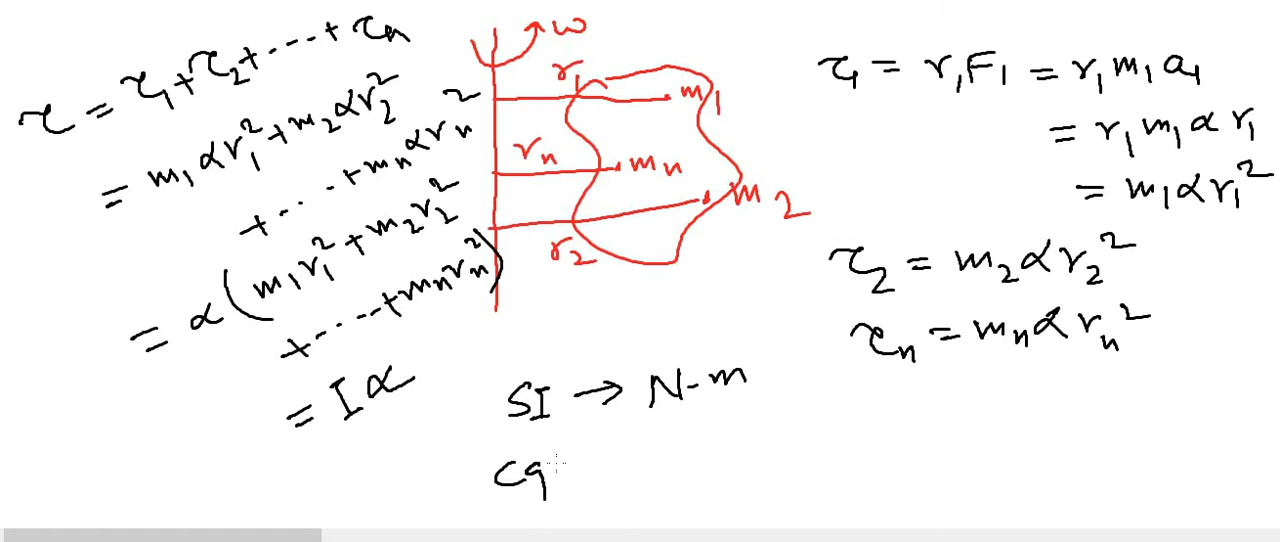 τ = τ₁ + τ₂ + ⋯ + τₙ
= m₁αr₁² + m₂αr₂²
+ ⋯ + mₙαrₙ²
= α(m₁r₁² + m₂r₂²
+ ⋯ + mₙrₙ²)
= Iα
ω
r₁
m₁
rₙ
mₙ
m₂
r₂
τ₁ = r₁F₁ = r₁m₁a₁
= r₁m₁αr₁
= m₁αr₁²
τ₂ = m₂αr₂²
τₙ = mₙαrₙ²
SI → N-m
cg